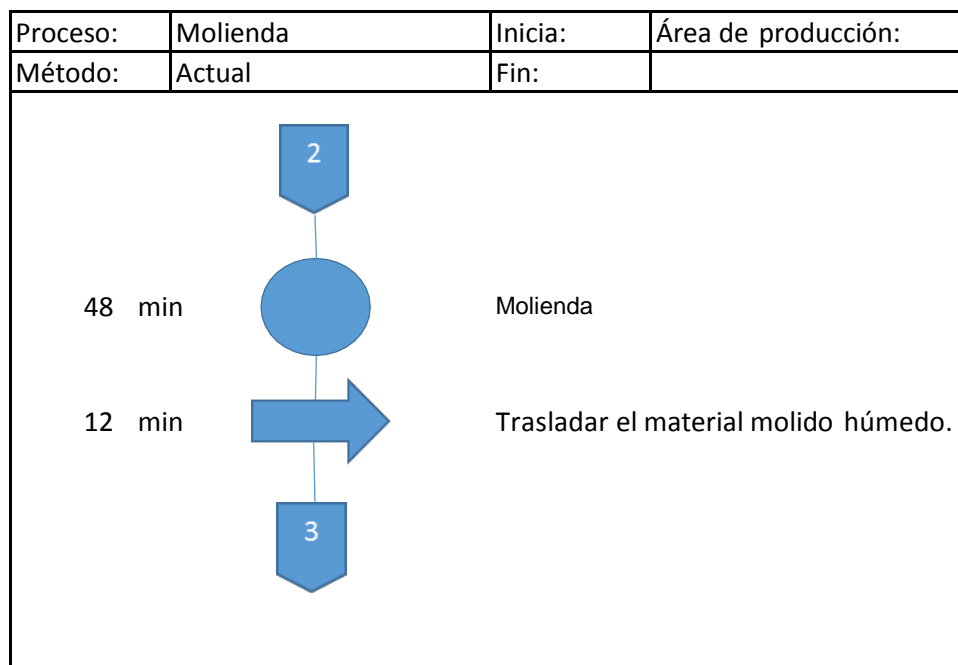 Proceso: Molienda Inicia: Área de producción:
Método: Actual Fin:
2
48 min Molienda
12 min Trasladar el material molido húmedo.
3